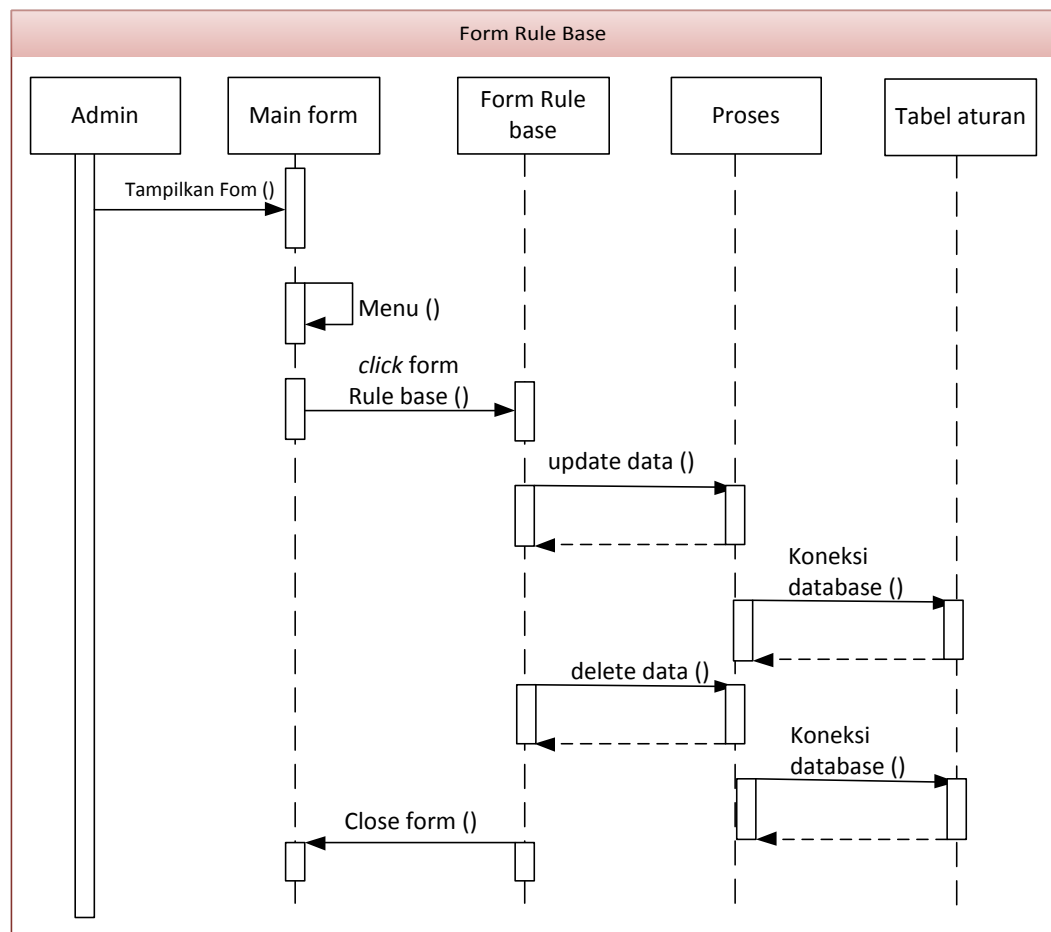 Form Rule Base
Admin
Main form
Form Rule
base
Proses
Tabel aturan
Tampilkan Fom ()
Menu ()
click form
Rule base ()
update data ()
Koneksi
database ()
delete data ()
Koneksi
database ()
Close form ()